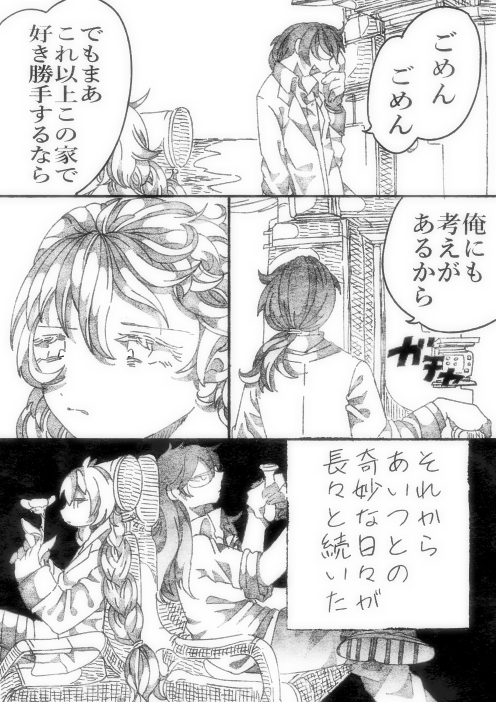 ごめん
ごめん
でもまあ
これ以上この家で
好き勝手するなら
俺にも
考えが
あるから
ガチャ
それから
あいつとの
奇妙な日々が
長々と続いた